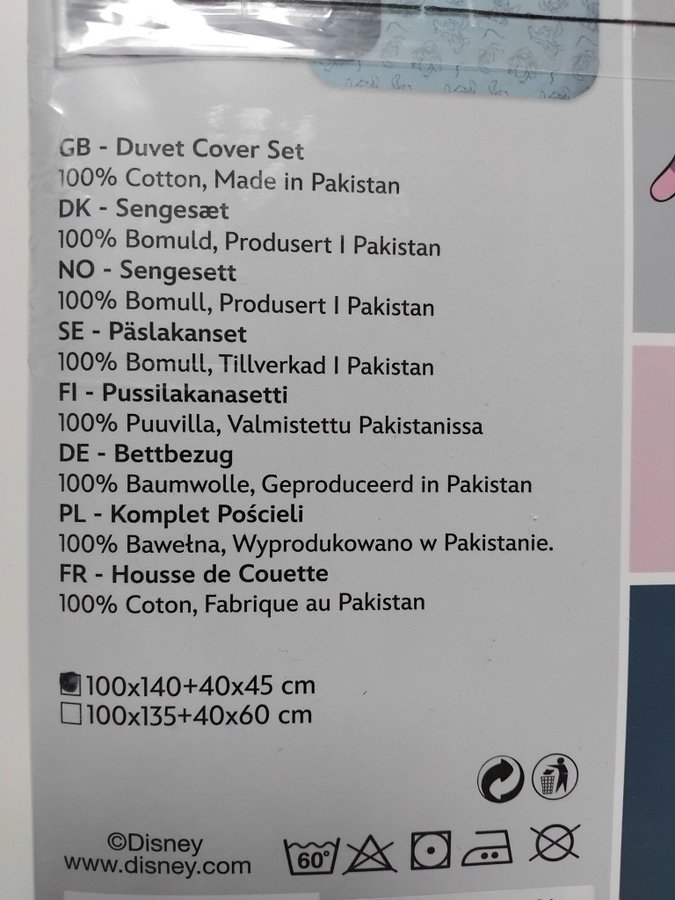 GB - Duvet Cover Set
100% Cotton, Made in Pakistan
DK - Sengesæt
100% Bomuld, Produsert I Pakistan
NO - Sengesett
100% Bomull, Produsert I Pakistan
SE - Päslakanset
100% Bomull, Tillverkad I Pakistan
FI - Pussilakanasetti
100% Puuvilla, Valmistettu Pakistanissa
DE - Bettbezug
100% Baumwolle, Geproduceerd in Pakistan
PL - Komplet Pościeli
100% Bawełna, Wyprodukowano w Pakistanie.
FR - Housse de Couette
100% Coton, Fabrique au Pakistan
100x140+40x45 cm
100x135+40x60 cm
©Disney
www.disney.com
60°